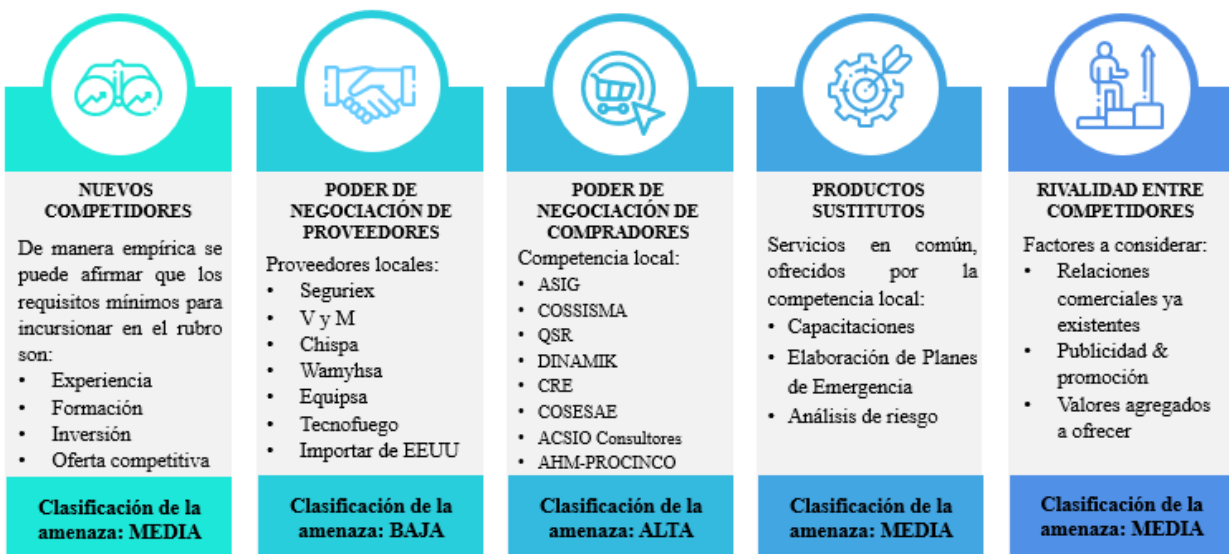 NUEVOS
COMPETIDORES
De manera empírica se
puede afirmar que los
requisitos mínimos para
incursionar en el rubro
son:
• Experiencia
• Formación
• Inversión
• Oferta competitiva
Clasificación de la
amenaza: MEDIA
PODER DE
NEGOCIACIÓN DE
PROVEEDORES
Proveedores locales:
• Seguriex
• V y M
• Chispa
• Wamyhsa
• Equipsa
• Tecnofuego
• Importar de EEUU
Clasificación de la
amenaza: BAJA
PODER DE
NEGOCIACIÓN DE
COMPRADORES
Competencia local:
• ASIG
• COSSISMA
• QSR
• DINAMIK
• CRE
• COSESAE
• ACSIO Consultores
• AHM-PROCINCO
Clasificación de la
amenaza: ALTA
PRODUCTOS
SUSTITUTOS
Servicios en común,
ofrecidos por la
competencia local:
• Capacitaciones
• Elaboración de Planes
de Emergencia
• Análisis de riesgo
Clasificación de la
amenaza: MEDIA
RIVALIDAD ENTRE
COMPETIDORES
Factores a considerar:
• Relaciones
comerciales ya
existentes
• Publicidad &
promoción
• Valores agregados
a ofrecer
Clasificación de la
amenaza: MEDIA